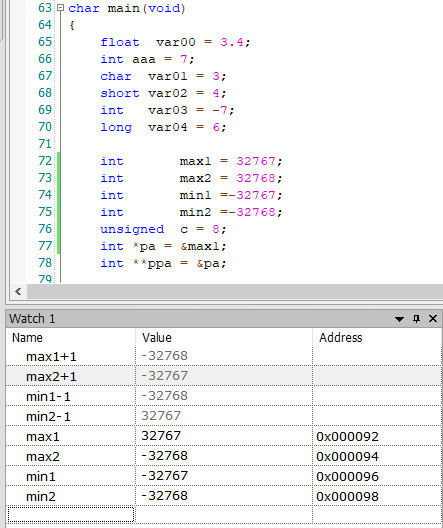 63 char main(void)
64 {
65 float var00 = 3.4;
66 int aaa = 7;
67 char var01 = 3;
68 short var02 = 4;
69 int var03 = -7;
70 long var04 = 6;
71
72 int max1 = 32767;
73 int max2 = 32768;
74 int min1 =-32767;
75 int min2 =-32768;
76 unsigned c = 8;
77 int *pa = &max1;
78 int **ppa = &pa;
79
Watch 1
Name Value Address
max1+1 -32768
max2+1 -32767
min1-1 -32768
min2-1 32767
max1 32767 0x000092
max2 -32768 0x000094
min1 -32767 0x000096
min2 -32768 0x000098